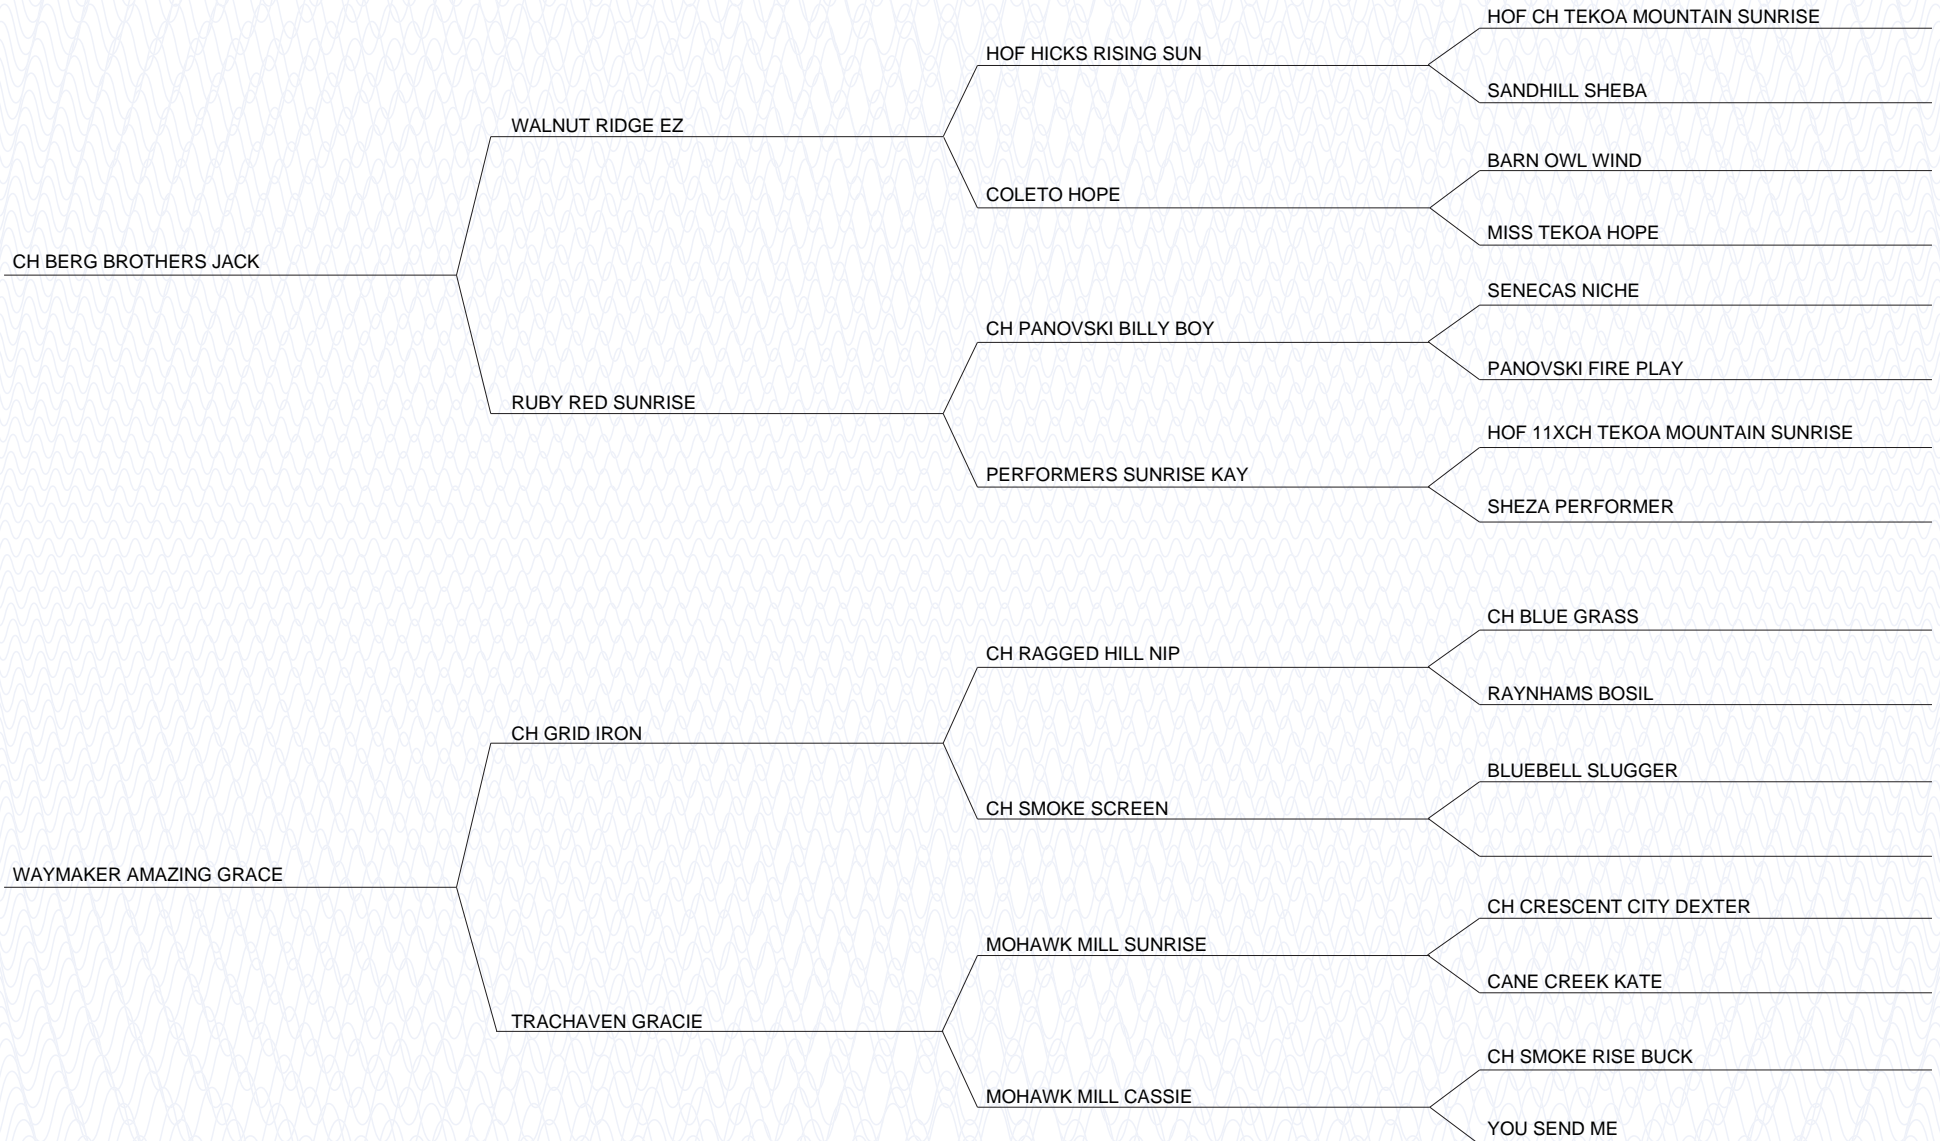 HOF CH TEKOA MOUNTAIN SUNRISE
HOF HICKS RISING SUN
SANDHILL SHEBA
WALNUT RIDGE EZ
BARN OWL WIND
COLETO HOPE
MISS TEKOA HOPE
CH BERG BROTHERS JACK
SENECAS NICHE
CH PANOVSKI BILLY BOY
PANOVSKI FIRE PLAY
RUBY RED SUNRISE
HOF 11XCH TEKOA MOUNTAIN SUNRISE
PERFORMERS SUNRISE KAY
SHEZA PERFORMER
CH BLUE GRASS
CH RAGGED HILL NIP
RAYNHAMS BOSIL
CH GRID IRON
BLUEBELL SLUGGER
CH SMOKE SCREEN
WAYMAKER AMAZING GRACE
CH CRESCENT CITY DEXTER
MOHAWK MILL SUNRISE
CANE CREEK KATE
TRACHAVEN GRACIE
CH SMOKE RISE BUCK
MOHAWK MILL CASSIE
YOU SEND ME